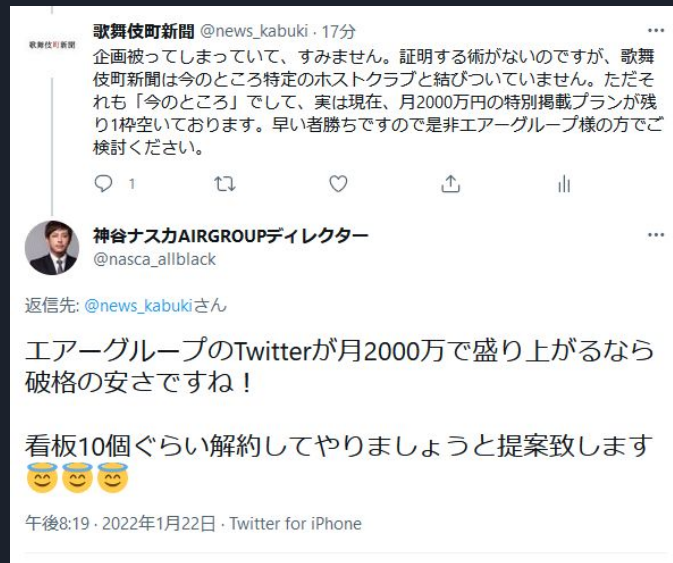 歌舞伎町新聞 @news_kabuki · 17分
歌舞伎町新聞
企画被ってしまっていて、すみません。証明する術がないのですが、歌舞
伎町新聞は今のところ特定のホストクラブと結びついていません。ただそ
れも「今のところ」でして、実は現在、月2000万円の特別掲載プランが残
り1枠空いております。早い者勝ちですので是非エアーグループ様の方でご
検討ください。
1
神谷ナスカAIRGROUPディレクター
@nasca_allblack
返信先: @news_kabukiさん
エアーグループのTwitterが月2000万で盛り上がるなら
破格の安さですね！
看板10個ぐらい解約してやりましょうと提案致します
😇😇😇
午後8:19 · 2022年1月22日 · Twitter for iPhone